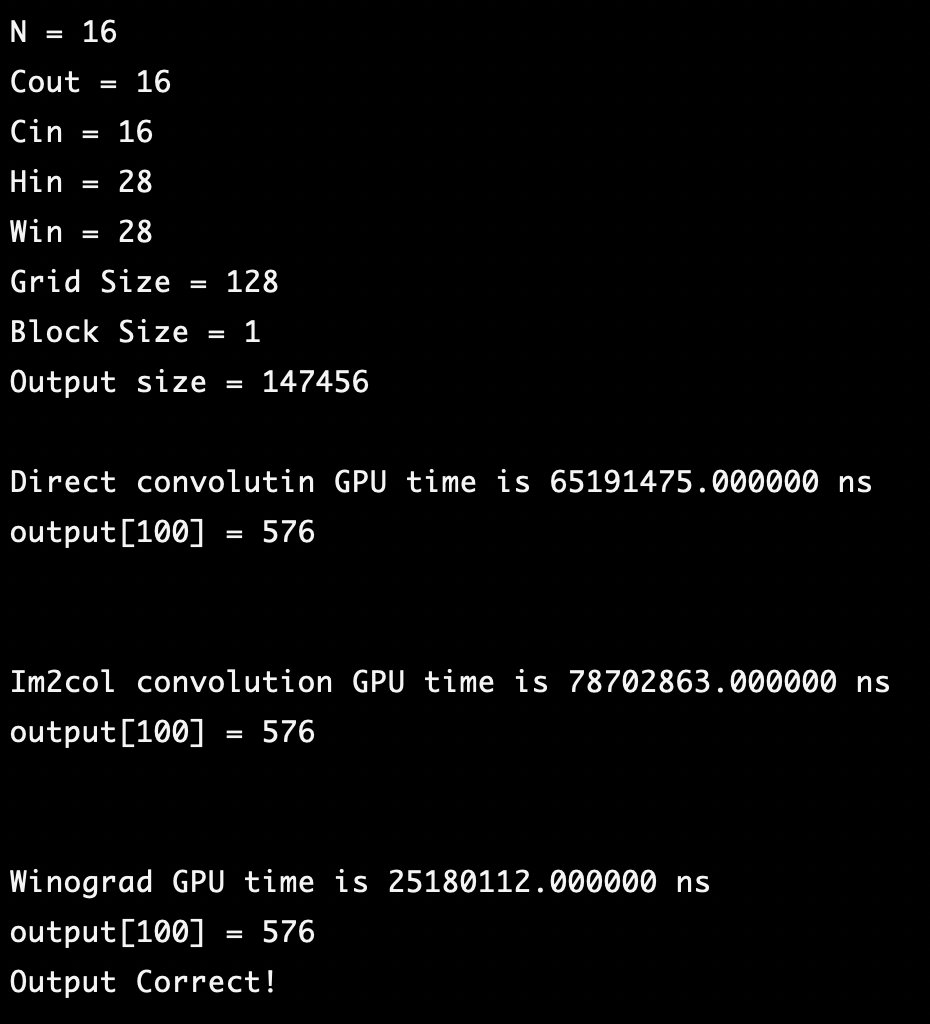 N = 16
Cout = 16
Cin = 16
Hin = 28
Win = 28
Grid Size = 128
Block Size = 1
Output size = 147456
Direct convolutin GPU time is 65191475.000000 ns
output[100] = 576
Im2col convolution GPU time is 78702863.000000 ns
output[100] = 576
Winograd GPU time is 25180112.000000 ns
output[100] = 576
Output Correct!